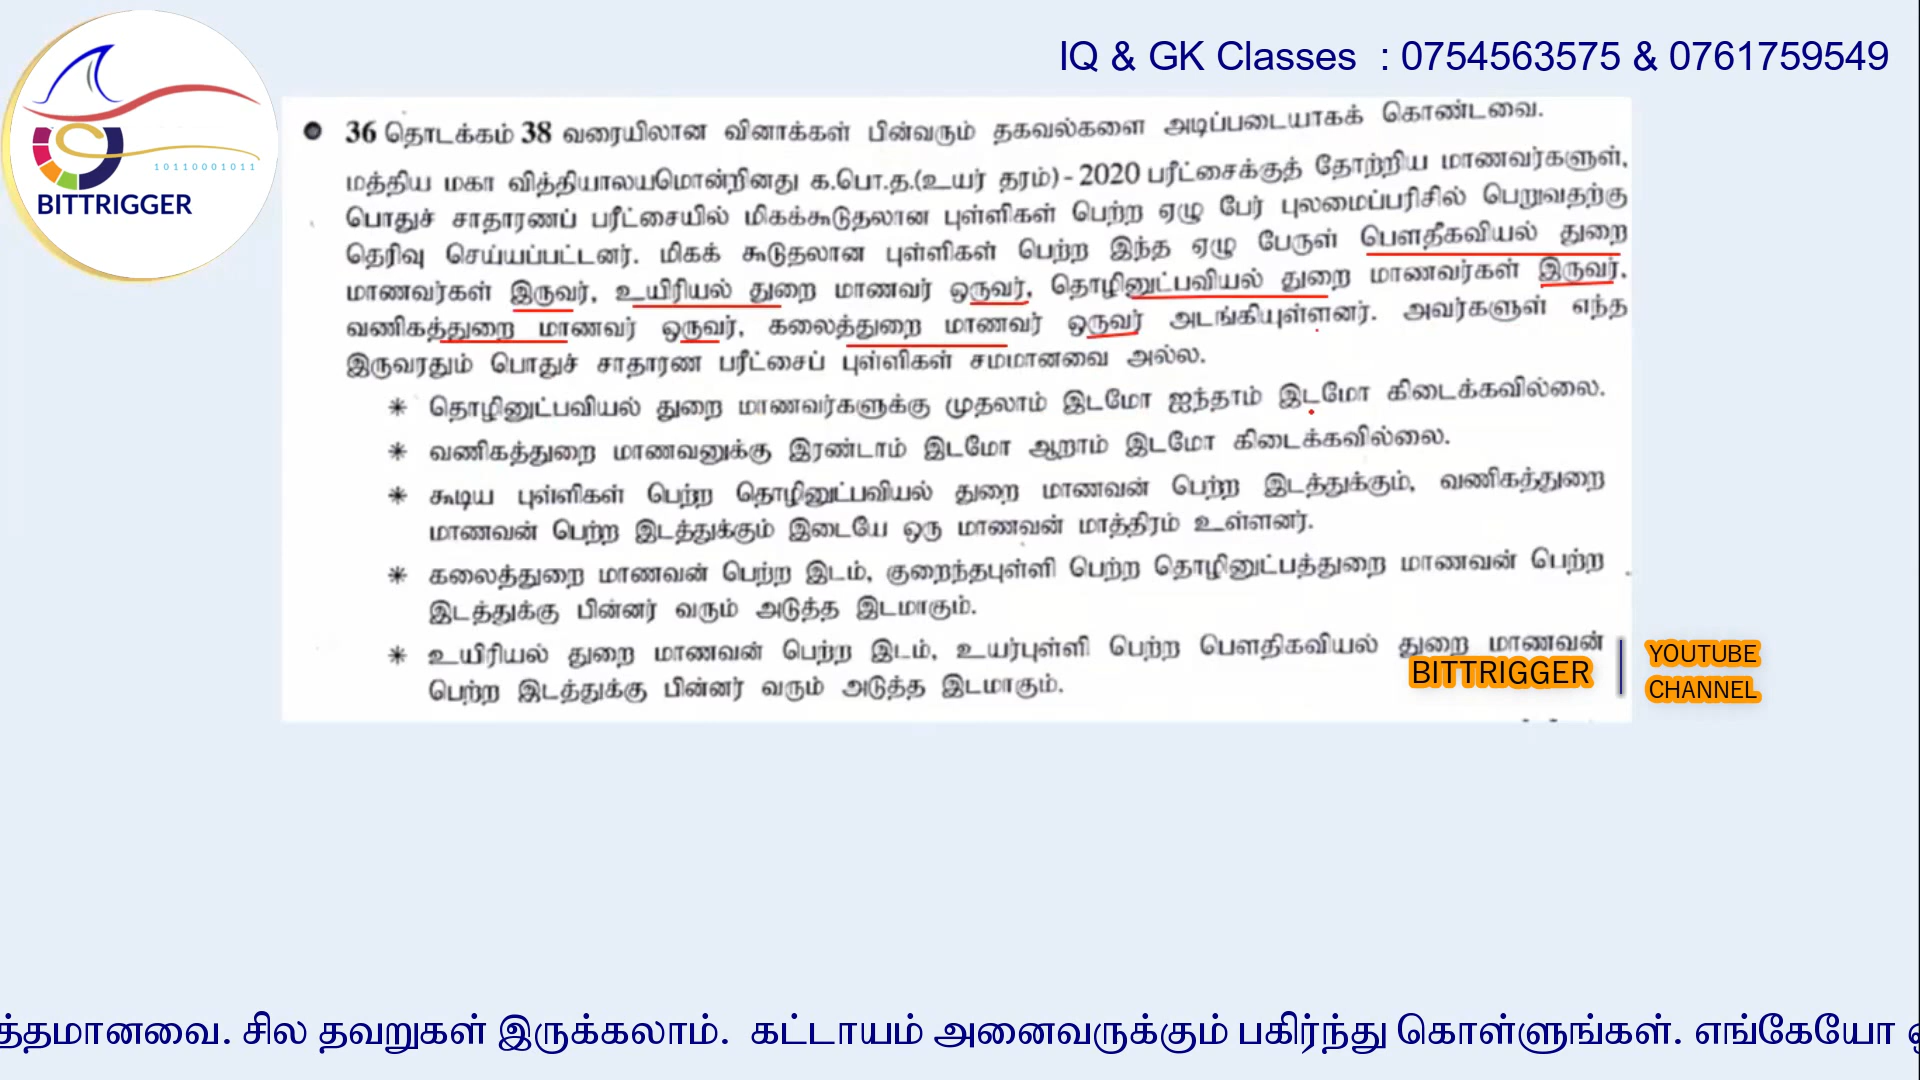 IQ & GK Classes : 0754563575 & 0761759549
10110001011
BITTRIGGER
36 தொடக்கம் 38 வரையிலான வினாக்கள் பின்வரும் தகவல்களை அடிப்படையாகக் கொண்டவை.
மத்திய மகா வித்தியாலயமொன்றினது க.பொ.த.(உயர் தரம்) - 2020 பரீட்சைக்குத் தோற்றிய மாணவர்களுள்,
பொதுச் சாதாரணப் பரீட்சையில் மிகக்கூடுதலான புள்ளிகள் பெற்ற ஏழு பேர் புலமைப்பரிசில் பெறுவதற்கு
தெரிவு செய்யப்பட்டனர். மிகக் கூடுதலான புள்ளிகள் பெற்ற இந்த ஏழு பேருள் பௌதீகவியல் துறை
மாணவர்கள் இருவர், உயிரியல் துறை மாணவர் ஒருவர், தொழினுட்பவியல் துறை மாணவர்கள் இருவர்,
வணிகத்துறை மாணவர் ஒருவர், கலைத்துறை மாணவர் ஒருவர் அடங்கியுள்ளனர். அவர்களுள் எந்த
இருவரதும் பொதுச் சாதாரண பரீட்சைப் புள்ளிகள் சமமானவை அல்ல.
* தொழினுட்பவியல் துறை மாணவர்களுக்கு முதலாம் இடமோ ஐந்தாம் இடமோ கிடைக்கவில்லை.
* வணிகத்துறை மாணவனுக்கு இரண்டாம் இடமோ ஆறாம் இடமோ கிடைக்கவில்லை.
* கூடிய புள்ளிகள் பெற்ற தொழினுட்பவியல் துறை மாணவன் பெற்ற இடத்துக்கும், வணிகத்துறை
மாணவன் பெற்ற இடத்துக்கும் இடையே ஒரு மாணவன் மாத்திரம் உள்ளனர்.
* கலைத்துறை மாணவன் பெற்ற இடம், குறைந்தபுள்ளி பெற்ற தொழினுட்பத்துறை மாணவன் பெற்ற
இடத்துக்கு பின்னர் வரும் அடுத்த இடமாகும்.
* உயிரியல் துறை மாணவன் பெற்ற இடம், உயர்புள்ளி பெற்ற பௌதிகவியல் துறை மாணவன்
பெற்ற இடத்துக்கு பின்னர் வரும் அடுத்த இடமாகும்.
BITTRIGGER
YOUTUBE
CHANNEL
த்தமானவை. சில தவறுகள் இருக்கலாம். கட்டாயம் அனைவருக்கும் பகிர்ந்து கொள்ளுங்கள். எங்கேயோ